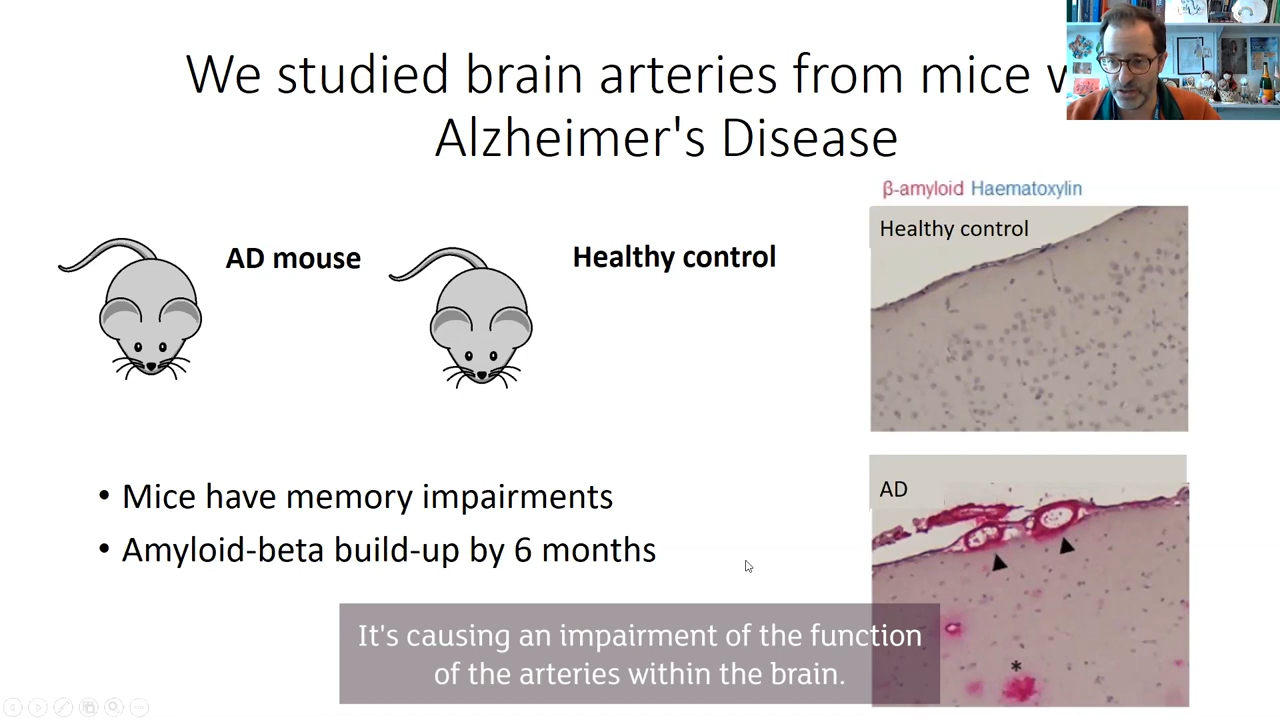 We studied brain arteries from mice
Alzheimer's Disease
β-amyloid Haematoxylin
Healthy control
AD mouse
Healthy control
AD
Mice have memory impairments
Amyloid-beta build-up by 6 months
*
It's causing an impairment of the function
of the arteries within the brain.